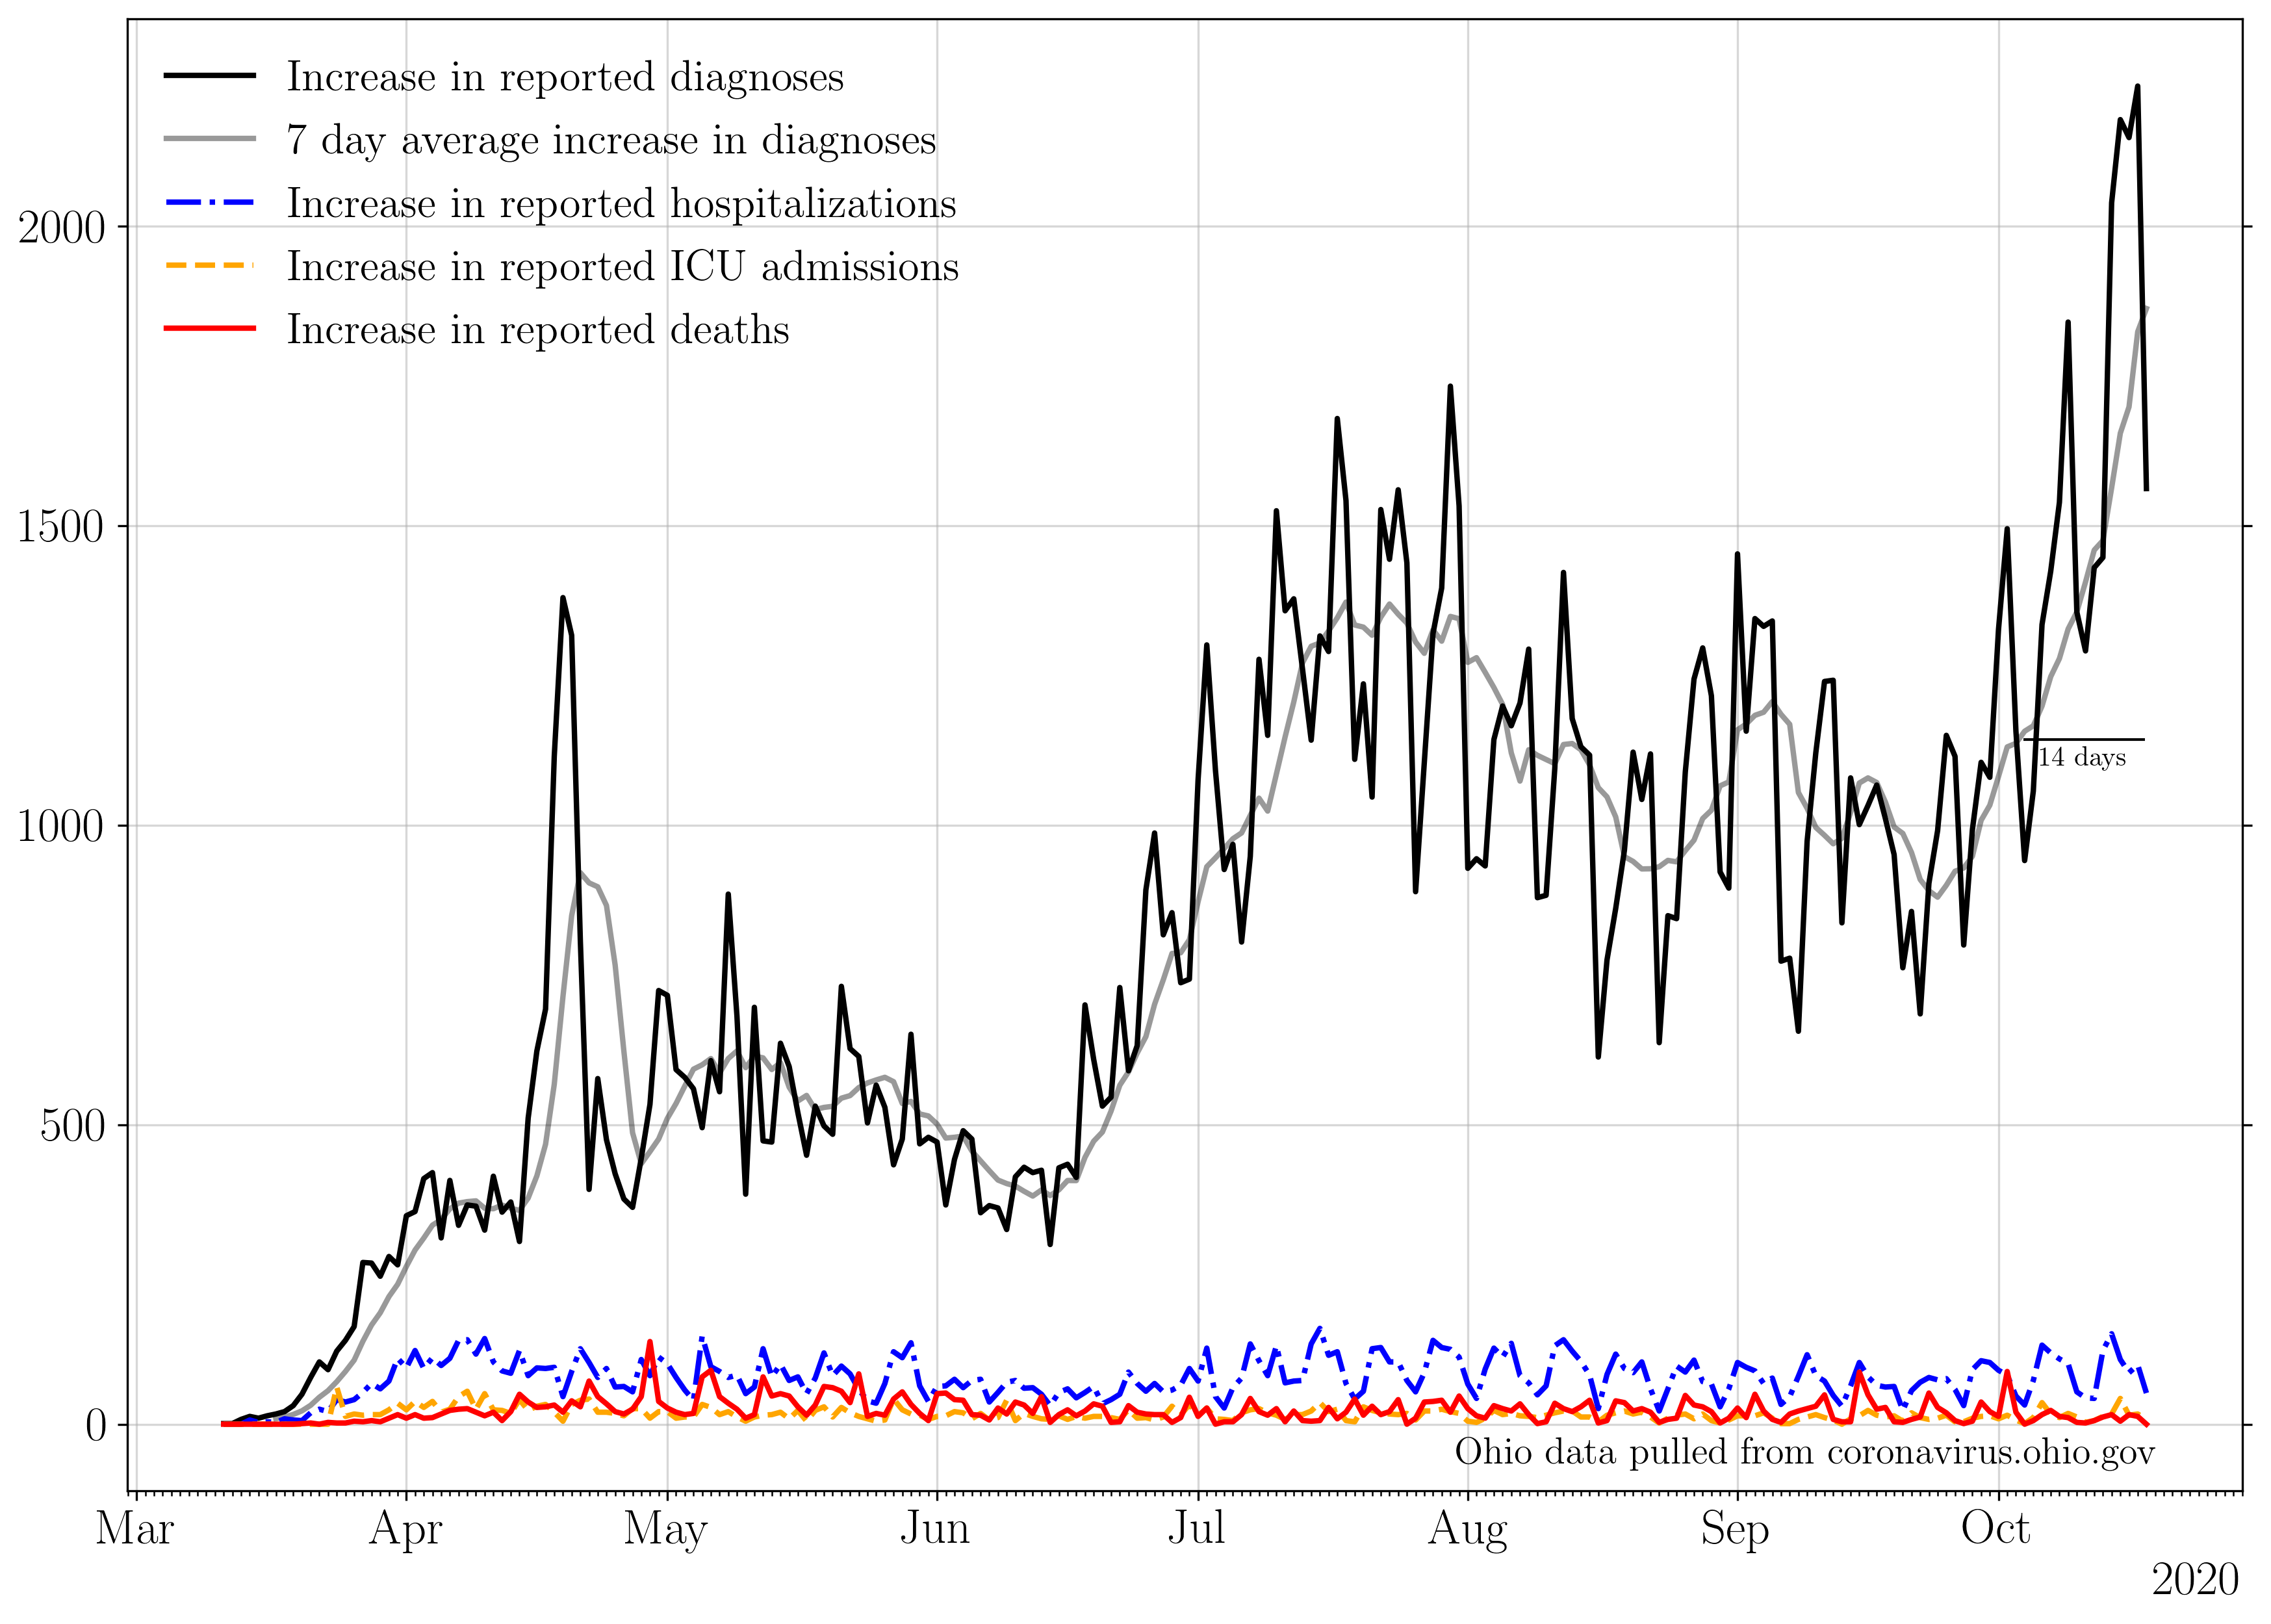 Increase in reported diagnoses
7 day average increase in diagnoses
Increase in reported hospitalizations
Increase in reported ICU admissions
Increase in reported deaths
2000
1500
1000
500
0
14 days
Ohio data pulled from coronavirus.ohio.gov
Mar Apr May Jun Jul Aug Sep Oct
2020